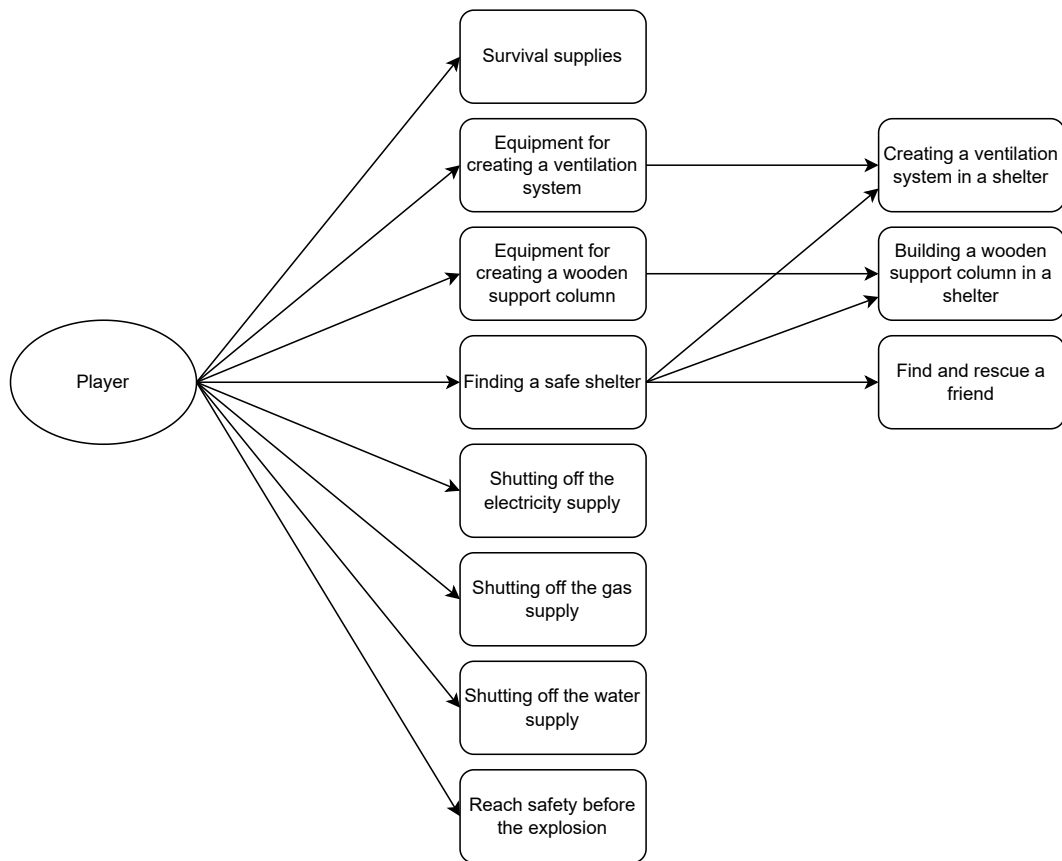 Player
Survival supplies
Equipment for
creating a ventilation
system
Equipment for
creating a wooden
support column
Finding a safe shelter
Shutting off the
electricity supply
Shutting off the gas
supply
Shutting off the water
supply
Reach safety before
the explosion
Creating a ventilation
system in a shelter
Building a wooden
support column in a
shelter
Find and rescue a
friend